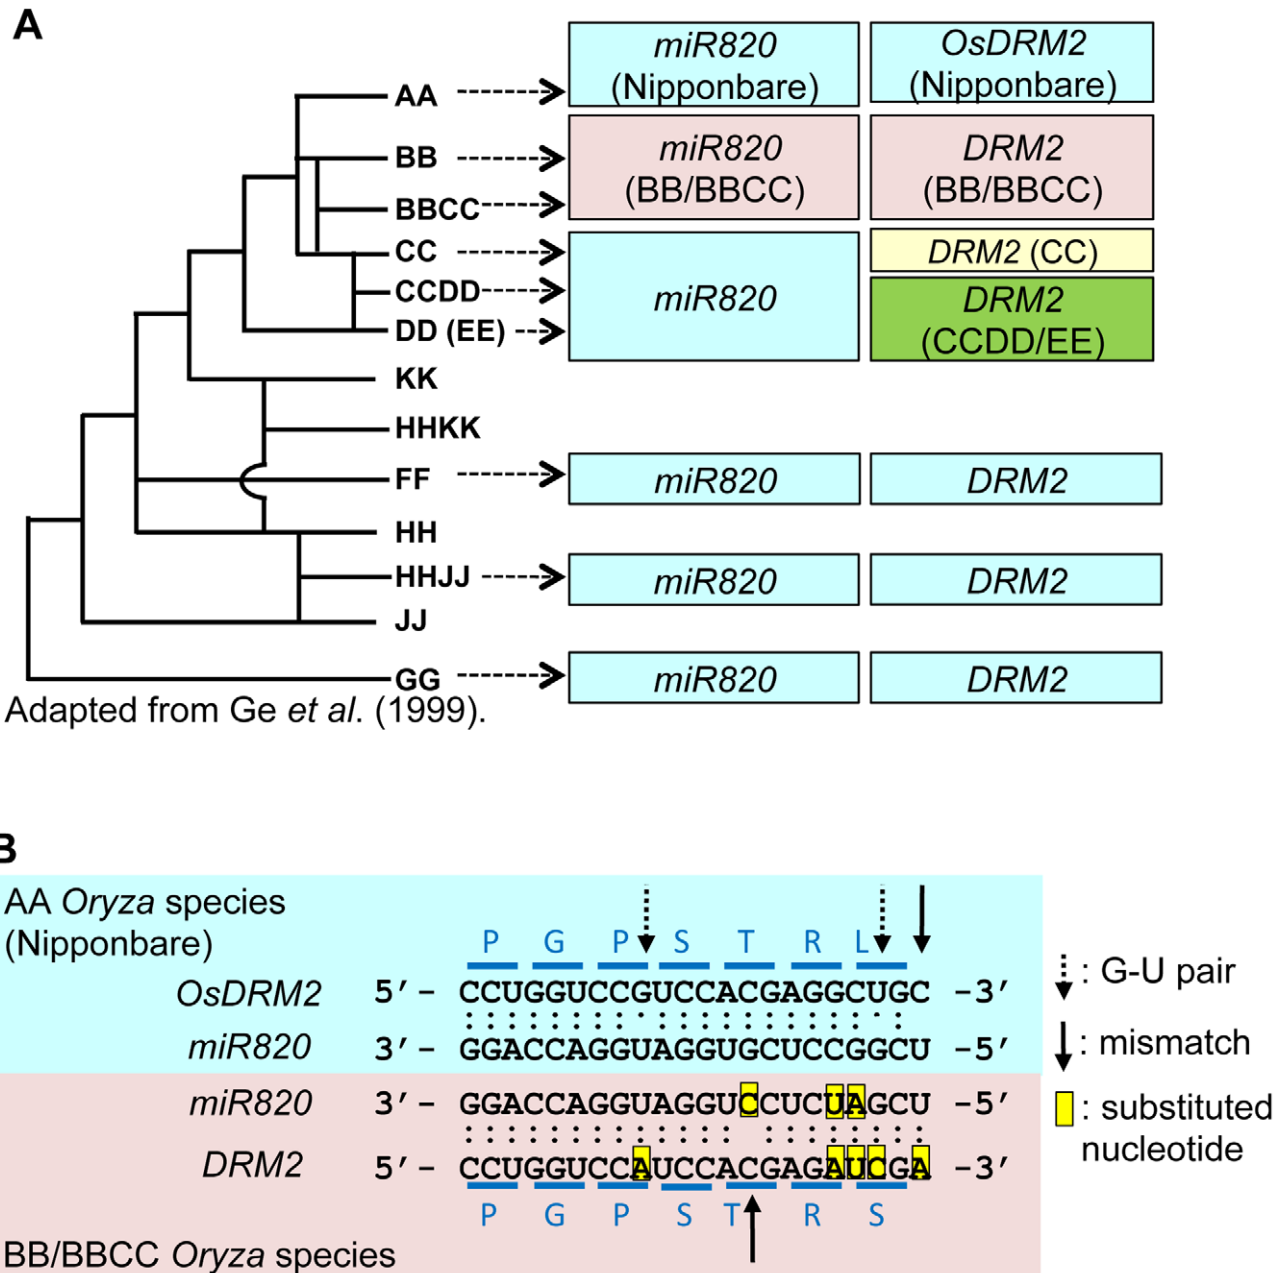 A
AA
miR820
(Nipponbare)
OsDRM2
(Nipponbare)
BB
BBCC
miR820
(BB/BBCC)
DRM2
(BB/BBCC)
CC
CCDD
DD (EE)
miR820
DRM2 (CC)
DRM2
(CCDD/EE)
KK
HHKK
FF
miR820
DRM2
HH
HHJJ
miR820
DRM2
JJ
GG
miR820
DRM2
Adapted from Ge et al. (1999).
B
AA Oryza species
(Nipponbare)
P G P S T R L
OsDRM2 5′– CCUGGUCCGUCCACGAGGCUGC –3′
miR820 3′– GGACCAGGUAGGUGCUCCGGCU –5′
miR820 3′– GGACCAGGUAGGUCCUCUAGCU –5′
DRM2 5′– CCUGGUCCAUCCACGAGAUCGA –3′
P G P S T R S
BB/BBCC Oryza species
: G-U pair
: mismatch
: substituted
nucleotide